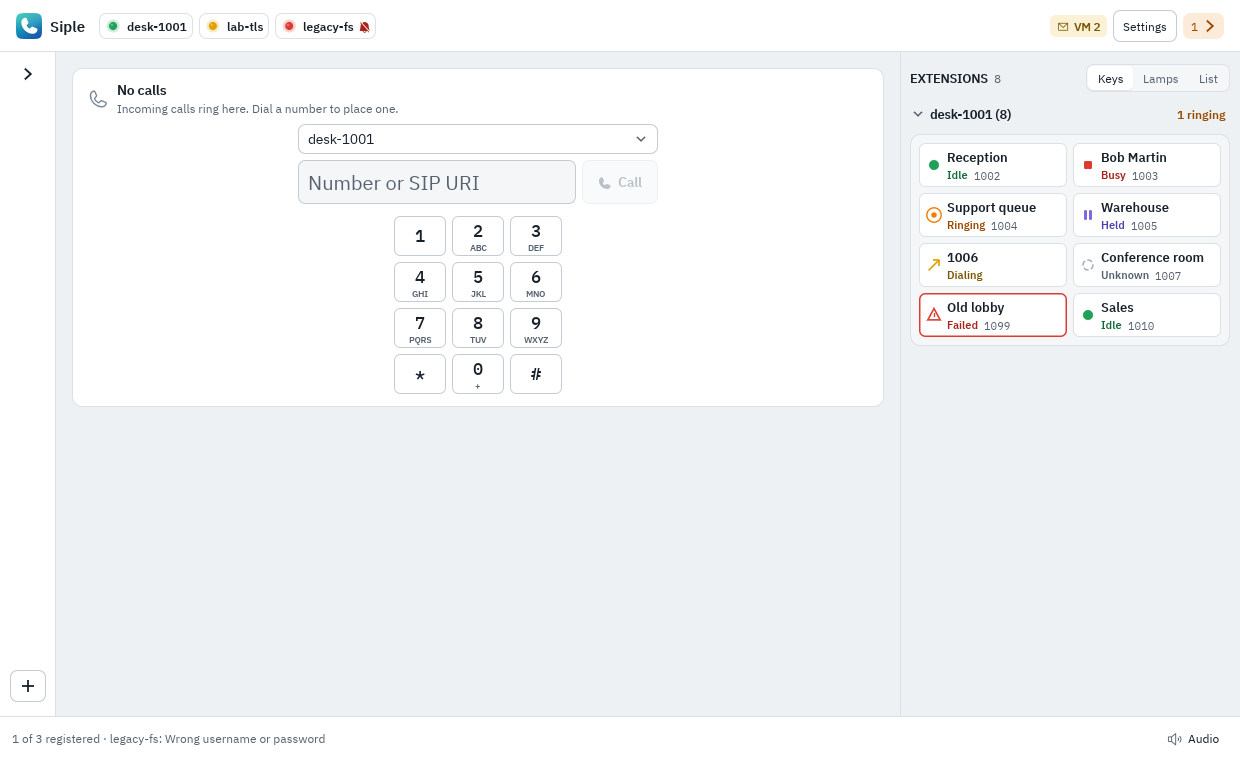 Siple
desk-1001
lab-tls
legacy-fs
VM 2
Settings
1
No calls
Incoming calls ring here. Dial a number to place one.
desk-1001
Number or SIP URI
Call
1
2
ABC
3
DEF
4
GHI
5
JKL
6
MNO
7
PQRS
8
TUV
9
WXYZ
*
0
+
#
EXTENSIONS 8
Keys
Lamps
List
desk-1001 (8)
1 ringing
Reception
Idle 1002
Bob Martin
Busy 1003
Support queue
Ringing 1004
Warehouse
Held 1005
1006
Dialing
Conference room
Unknown 1007
Old lobby
Failed 1099
Sales
Idle 1010
1 of 3 registered · legacy-fs: Wrong username or password
Audio